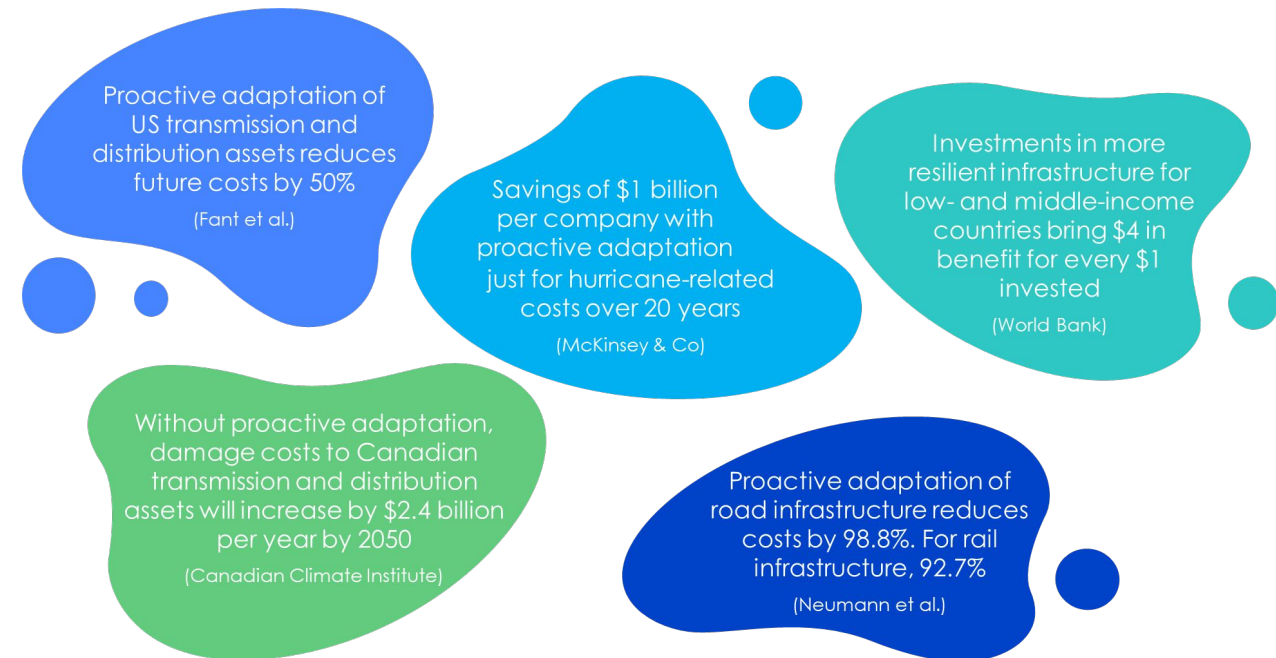 Proactive adaptation of
US transmission and
distribution assets reduces
future costs by 50%
(Fant et al.)
Savings of $1 billion
per company with
proactive adaptation
just for hurricane-related
costs over 20 years
(McKinsey & Co)
Investments in more
resilient infrastructure for
low- and middle-income
countries bring $4 in
benefit for every $1
invested
(World Bank)
Without proactive adaptation,
damage costs to Canadian
transmission and distribution
assets will increase by $2.4 billion
per year by 2050
(Canadian Climate Institute)
Proactive adaptation of
road infrastructure reduces
costs by 98.8%. For rail
infrastructure, 92.7%
(Neumann et al.)